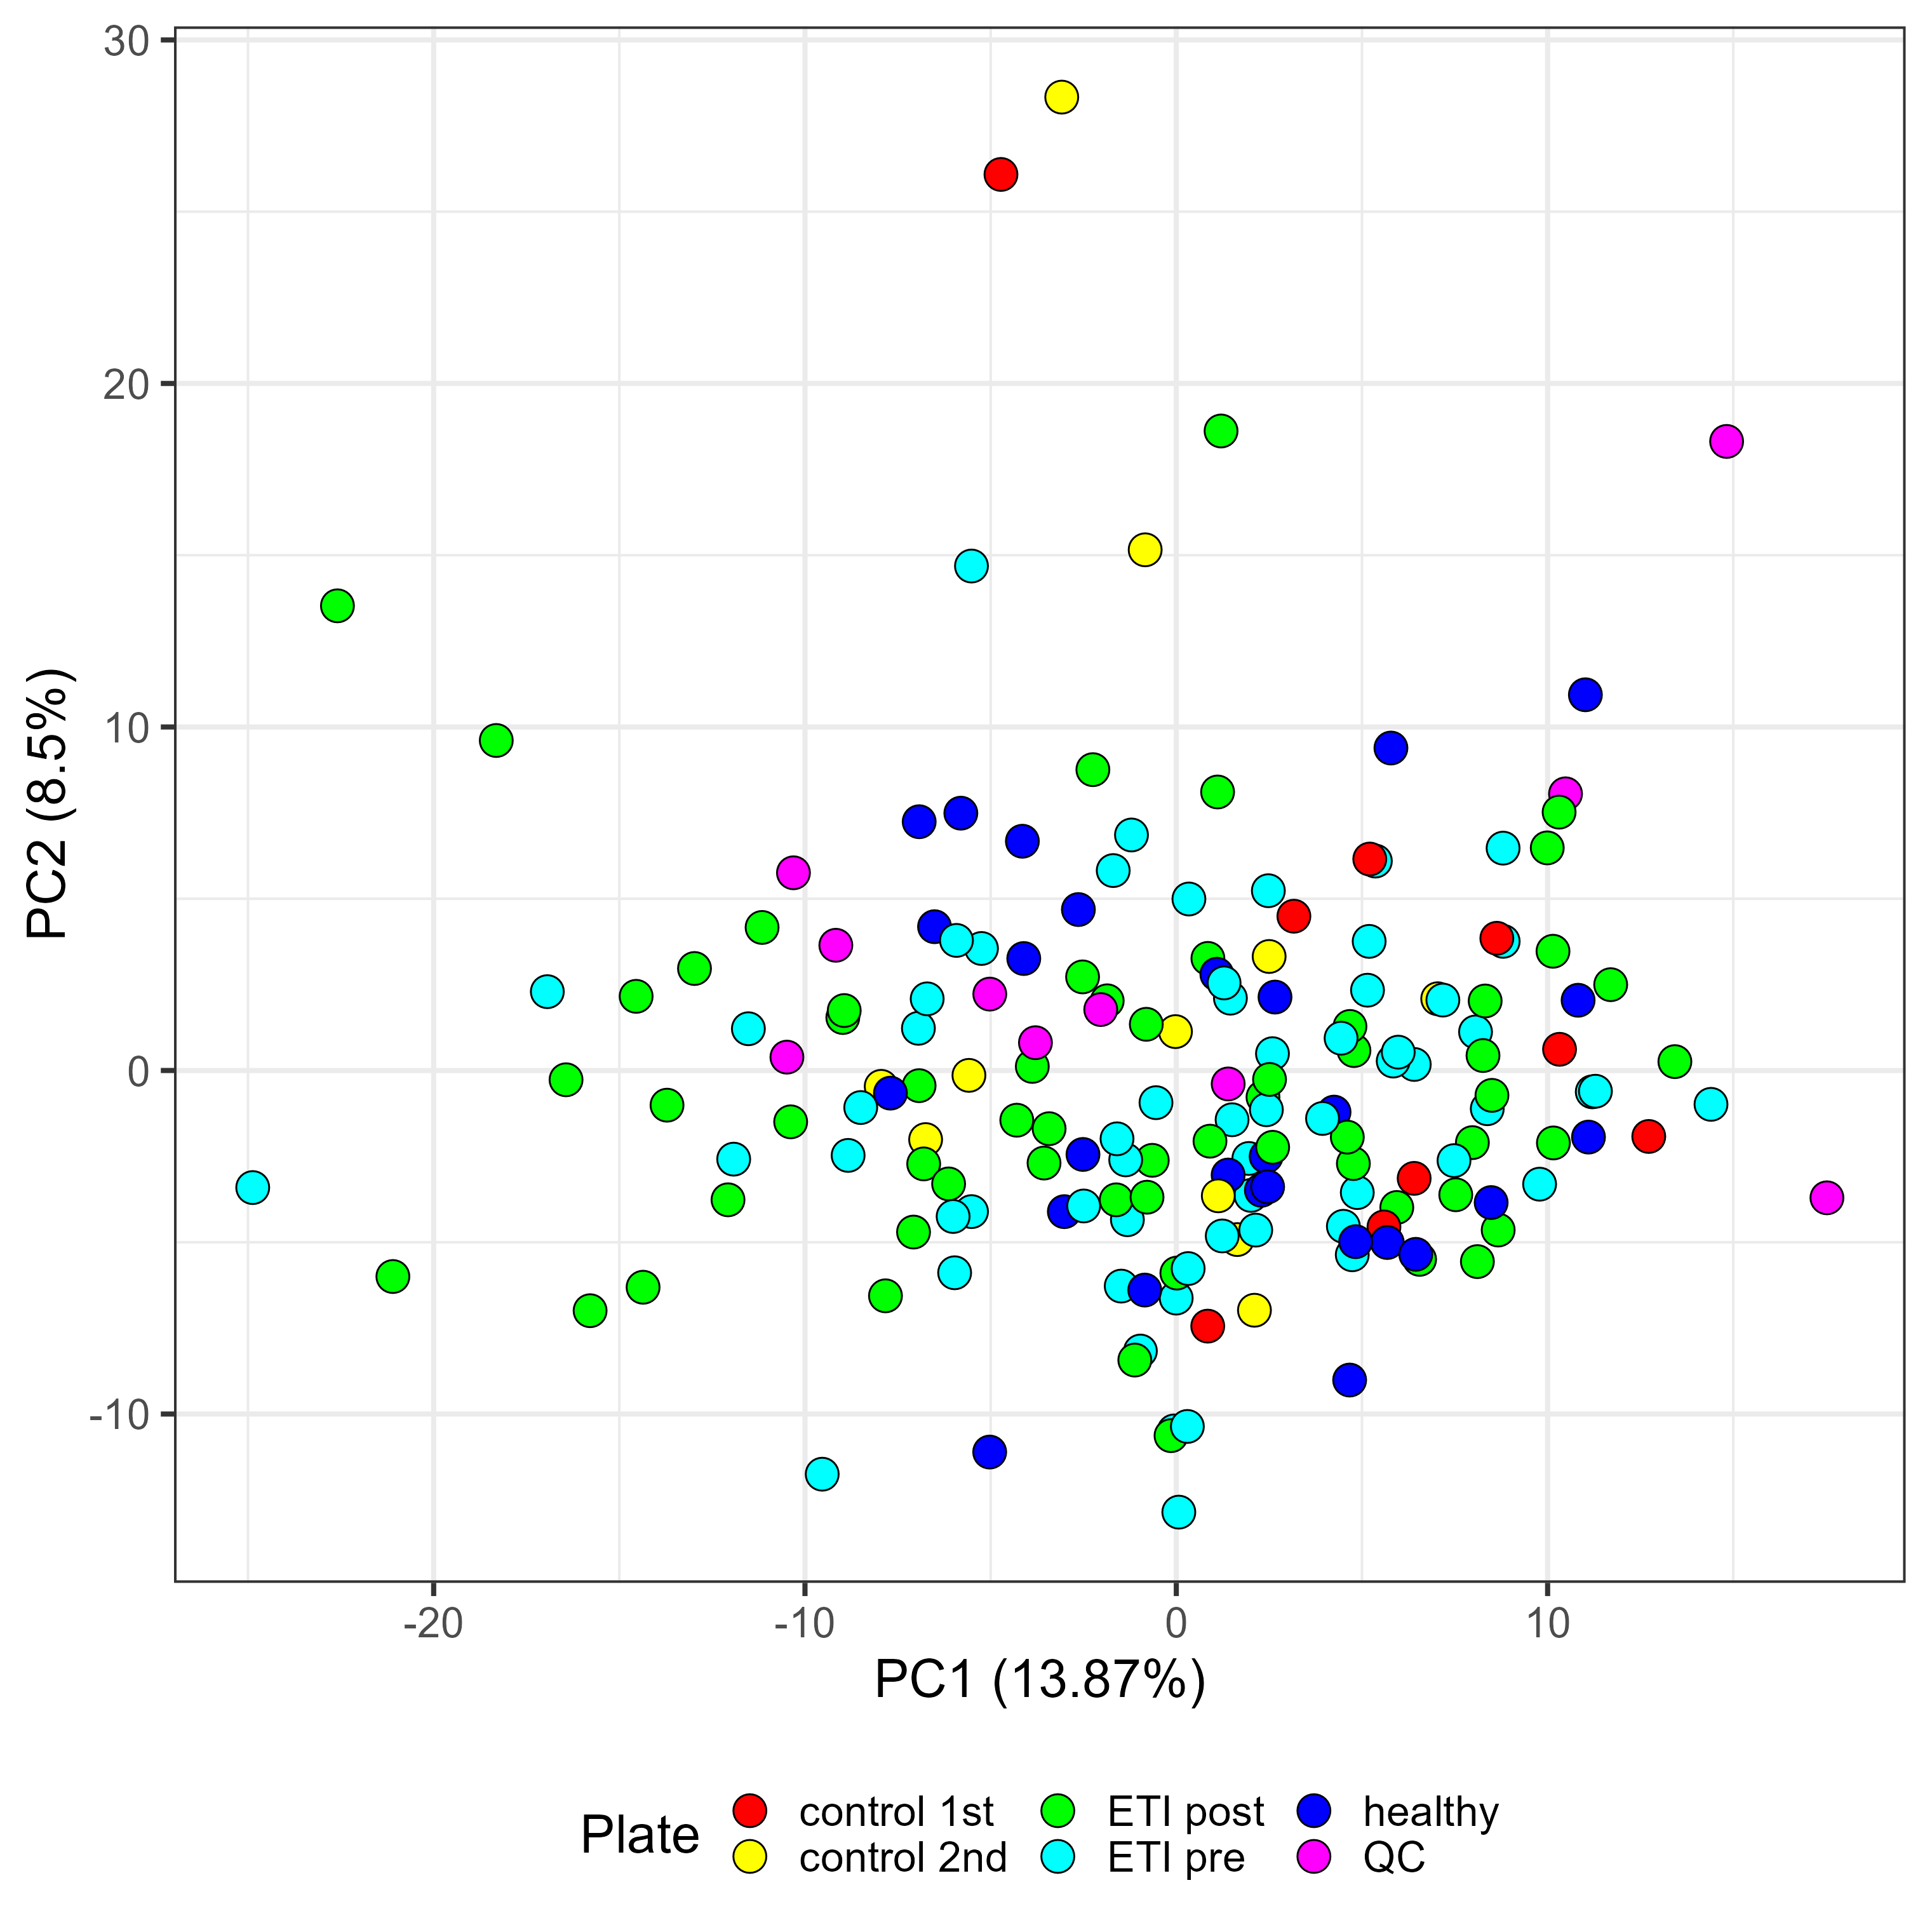 30
20
10
0
-10
PC2 (8.5%)
-20 -10 0 10
PC1 (13.87%)
Plate
control 1st ETI post healthy
control 2nd ETI pre QC